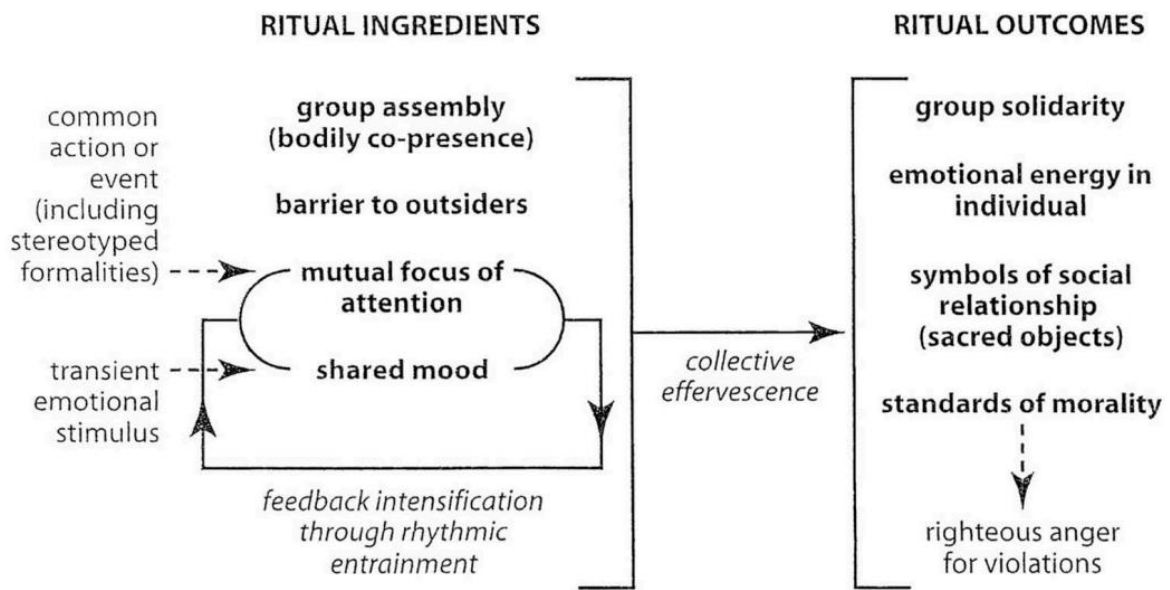 RITUAL INGREDIENTS
group assembly
(bodily co-presence)
barrier to outsiders
mutual focus of
attention
shared mood
common
action or
event
(including
stereotyped
formalities)
transient
emotional
stimulus
feedback intensification
through rhythmic
entrainment
collective
effervescence
RITUAL OUTCOMES
group solidarity
emotional energy in
individual
symbols of social
relationship
(sacred objects)
standards of morality
righteous anger
for violations